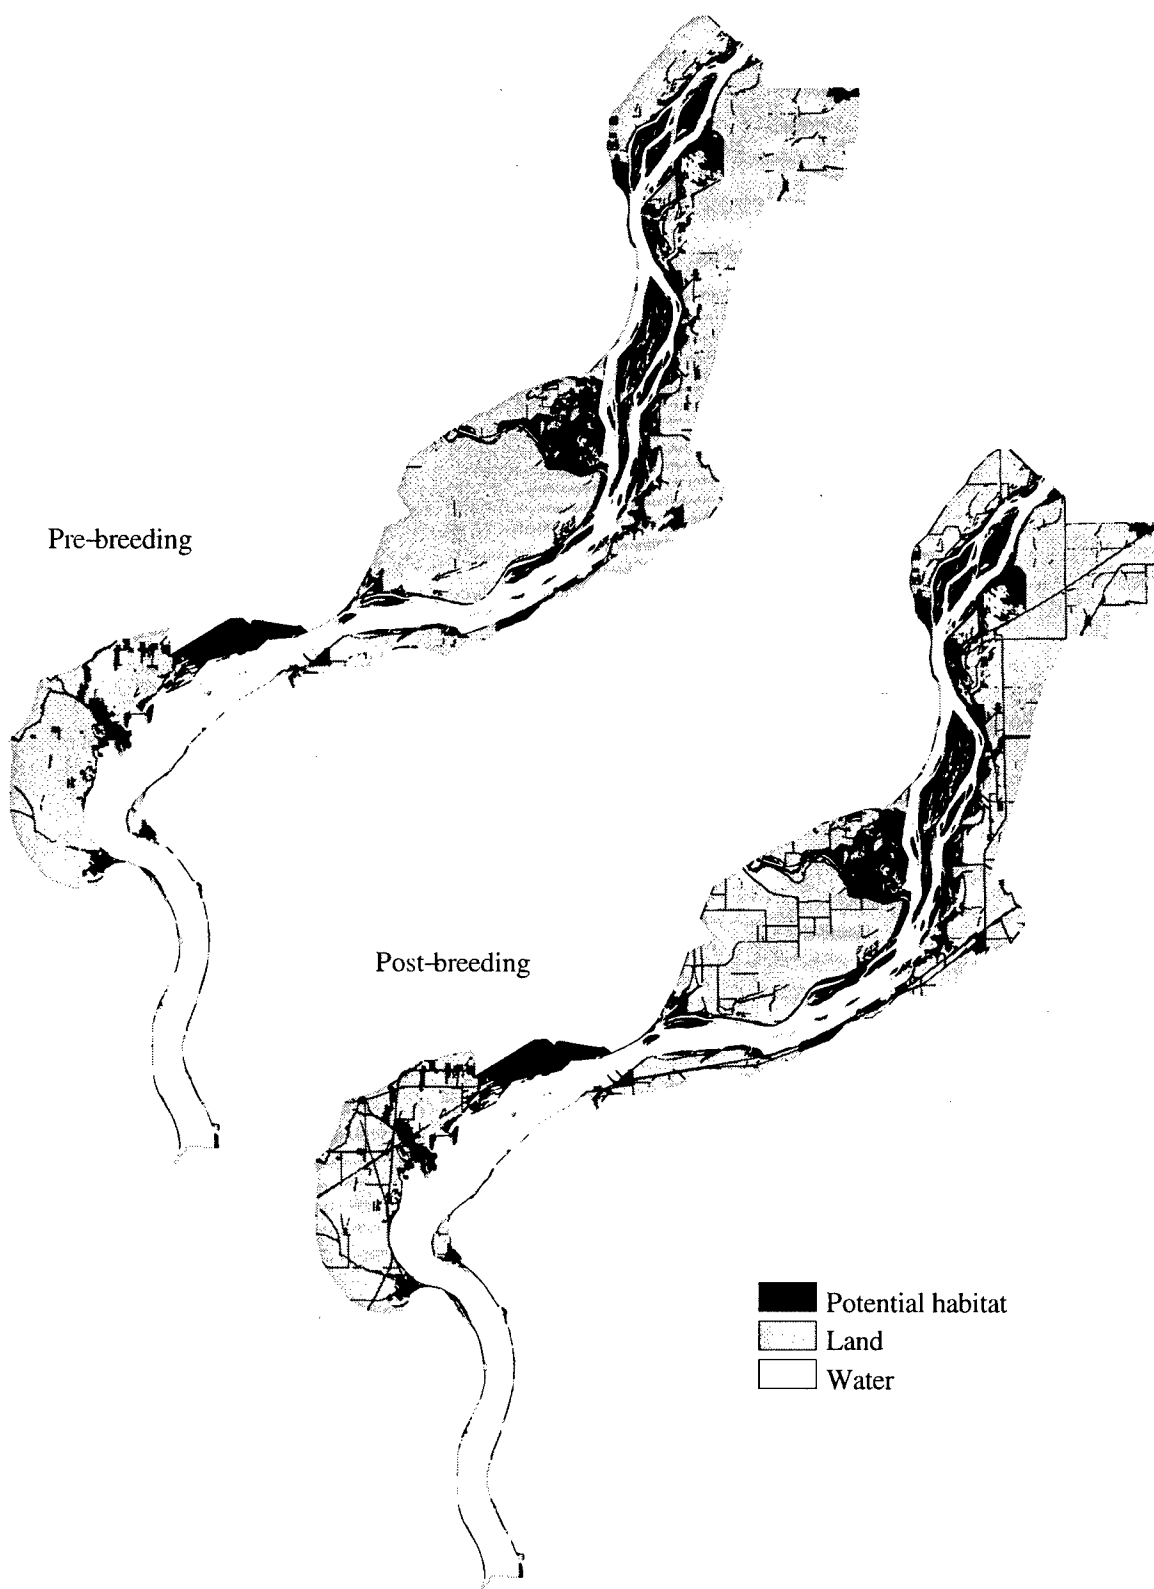 Pre-breeding
Post-breeding
Potential habitat
Land
Water